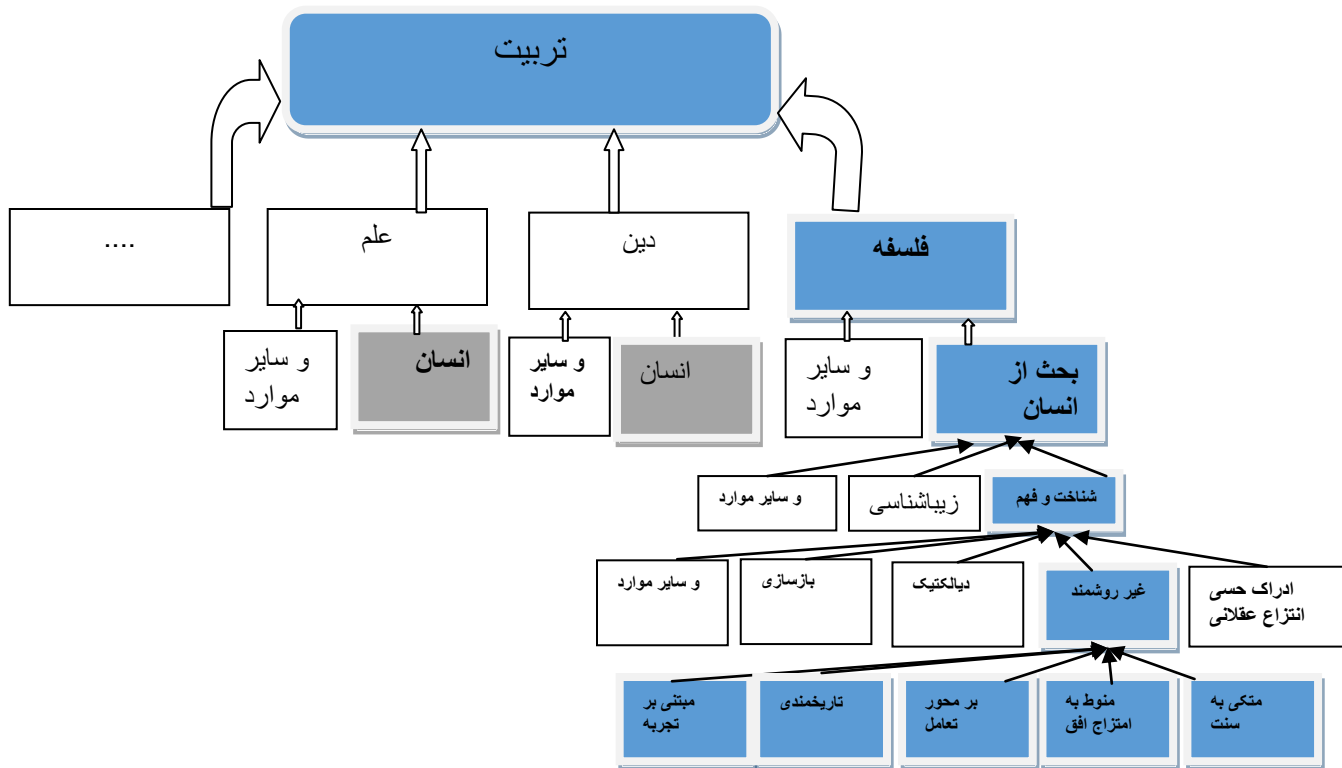 تربیت
فلسفه
دین
علم
....
بحث از
انسان
و سایر
موارد
انسان
و سایر
موارد
انسان
و سایر
موارد
شناخت و فهم
زیباشناسی
و سایر موارد
ادراک حسی
انتزاع عقلانی
غیر روشمند
دیالکتیک
بازسازی
و سایر موارد
متکی به
سنت
منوط به
امتزاج افق
بر محور
تعامل
تاریخمندی
مبتنی بر
تجربه